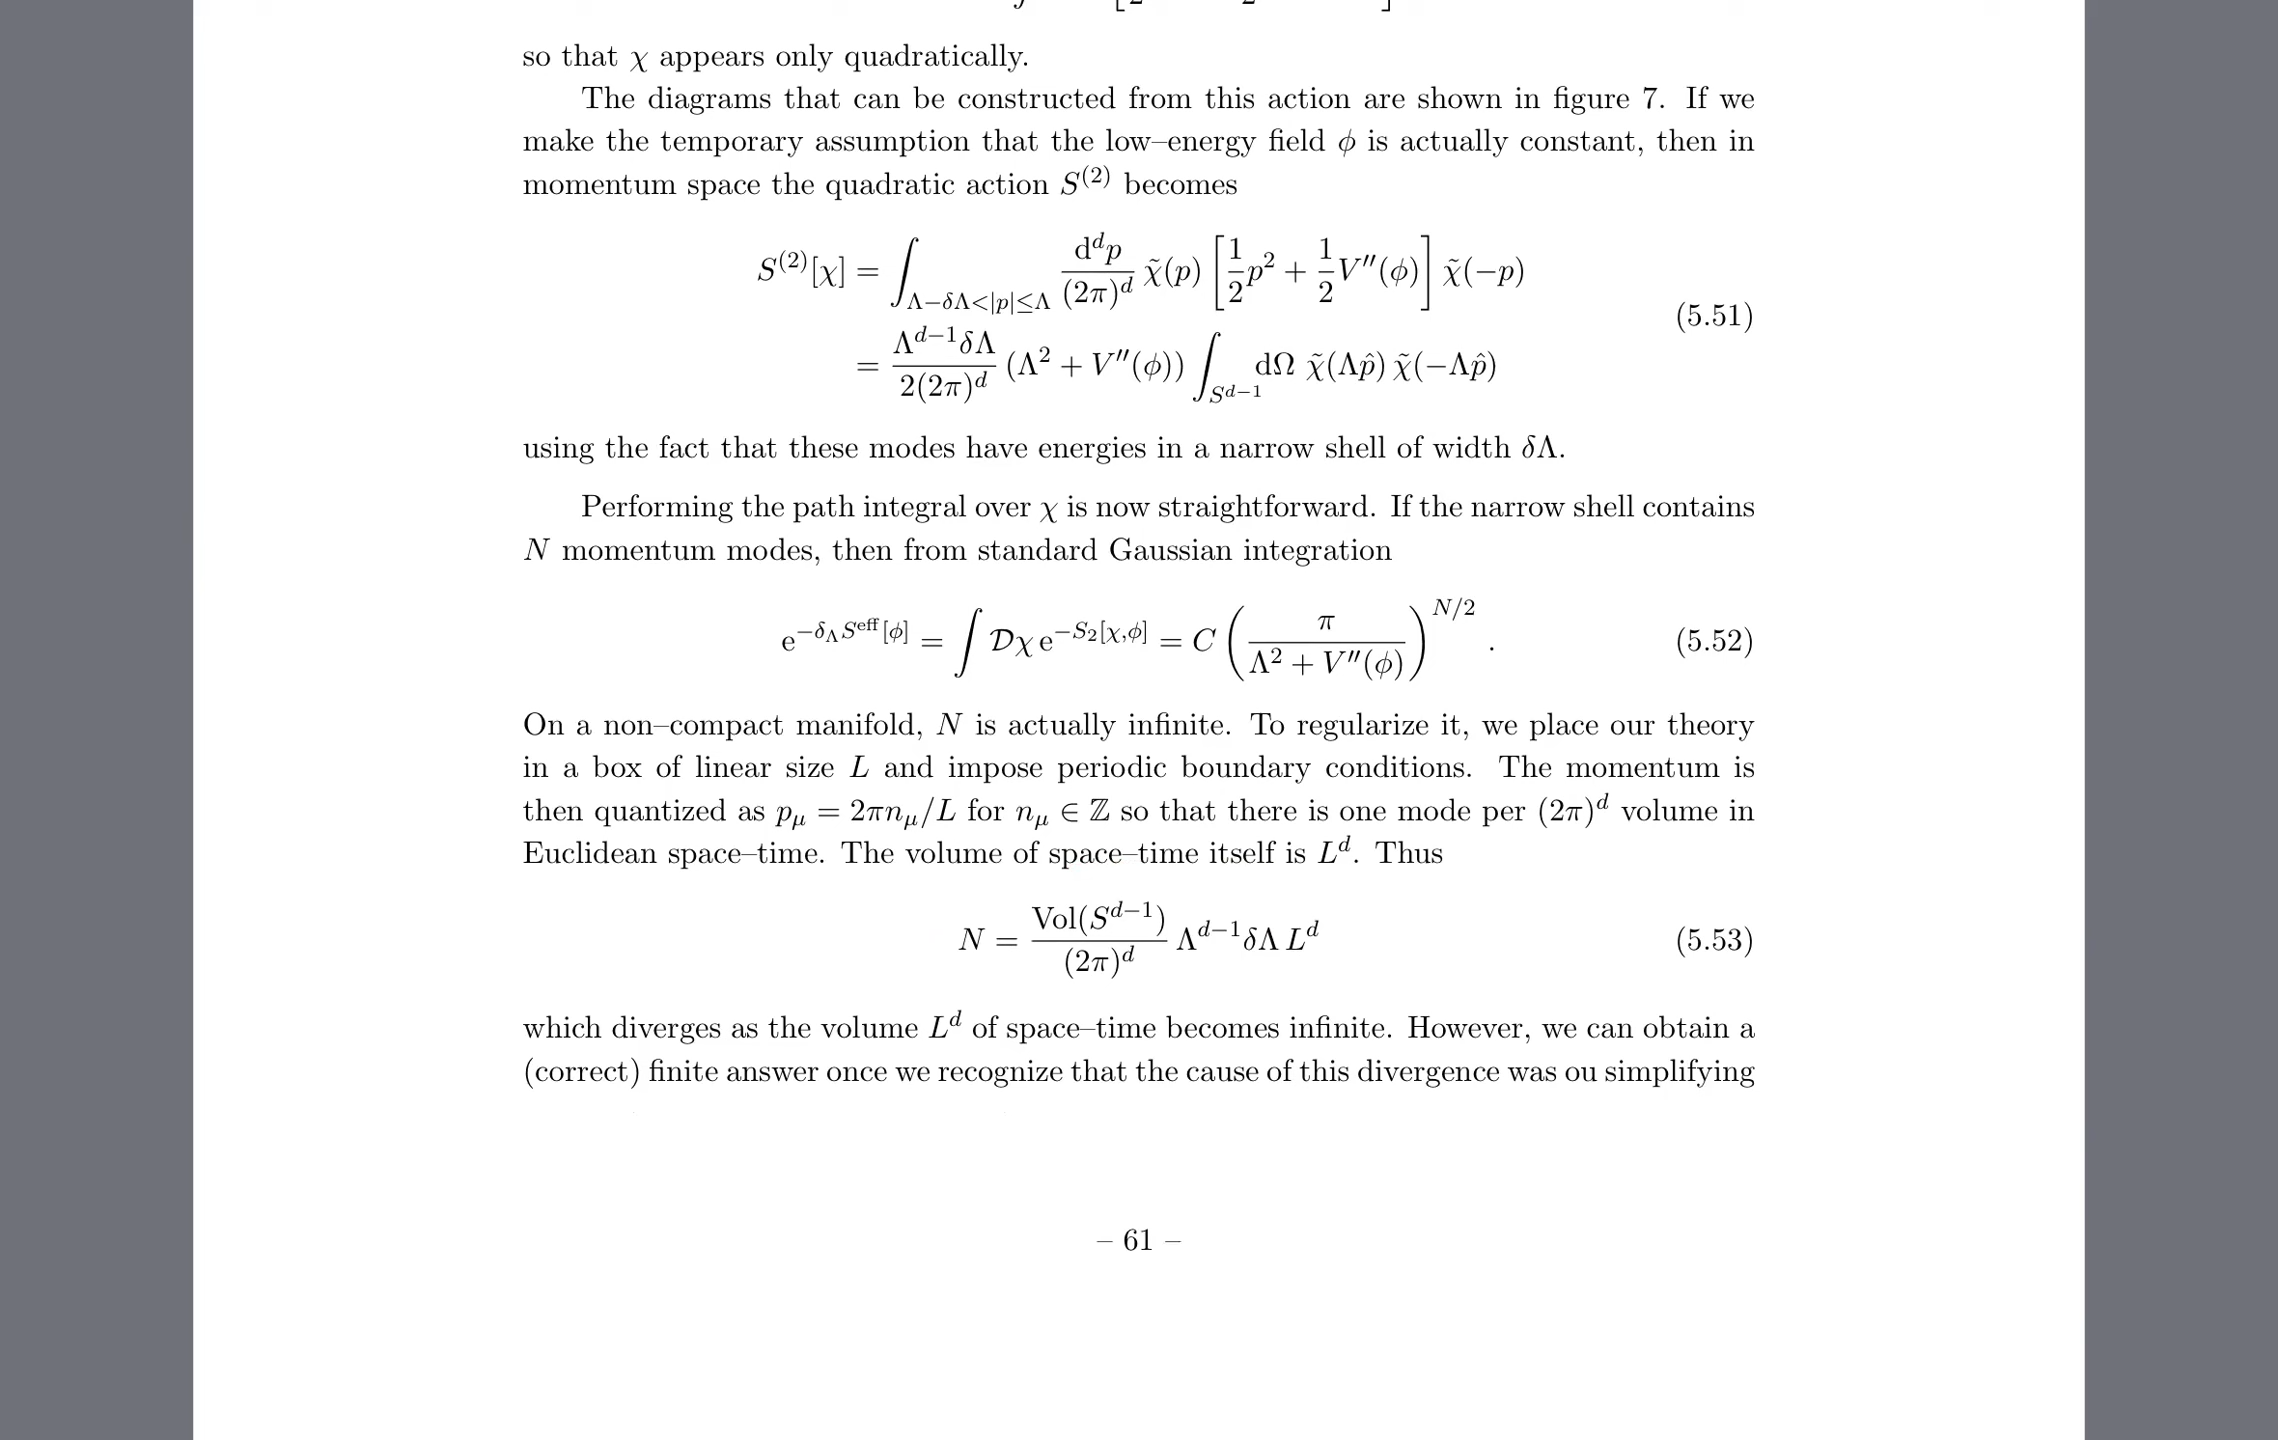 so that χ appears only quadratically.
The diagrams that can be constructed from this action are shown in figure 7. If we
make the temporary assumption that the low–energy field ϕ is actually constant, then in
momentum space the quadratic action S^{(2)} becomes
S^{(2)}[χ] = ∫_{Λ−δΛ<|p|≤Λ} \frac{d^d p}{(2π)^d} χ̃(p) [\frac{1}{2}p^2 + \frac{1}{2}V′′(ϕ)] χ̃(−p)
= \frac{Λ^{d−1}δΛ}{2(2π)^d} (Λ^2 + V′′(ϕ)) ∫_{S^{d−1}} dΩ χ̃(Λp̂) χ̃(−Λp̂)
(5.51)
using the fact that these modes have energies in a narrow shell of width δΛ.
Performing the path integral over χ is now straightforward. If the narrow shell contains
N momentum modes, then from standard Gaussian integration
e^{−δ_Λ S^{eff}[ϕ]} = ∫ 𝒟χ e^{−S_2[χ,ϕ]} = C (\frac{π}{Λ^2 + V′′(ϕ)})^{N/2} . (5.52)
On a non–compact manifold, N is actually infinite. To regularize it, we place our theory
in a box of linear size L and impose periodic boundary conditions. The momentum is
then quantized as p_μ = 2πn_μ/L for n_μ ∈ ℤ so that there is one mode per (2π)^d volume in
Euclidean space–time. The volume of space–time itself is L^d. Thus
N = \frac{Vol(S^{d−1})}{(2π)^d} Λ^{d−1}δΛ L^d (5.53)
which diverges as the volume L^d of space–time becomes infinite. However, we can obtain a
(correct) finite answer once we recognize that the cause of this divergence was ou simplifying
– 61 –